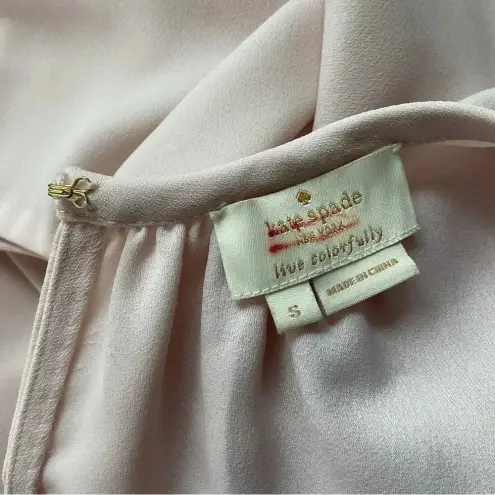 kate spade
NEW YORK
live colorfully
S
MADE IN CHINA